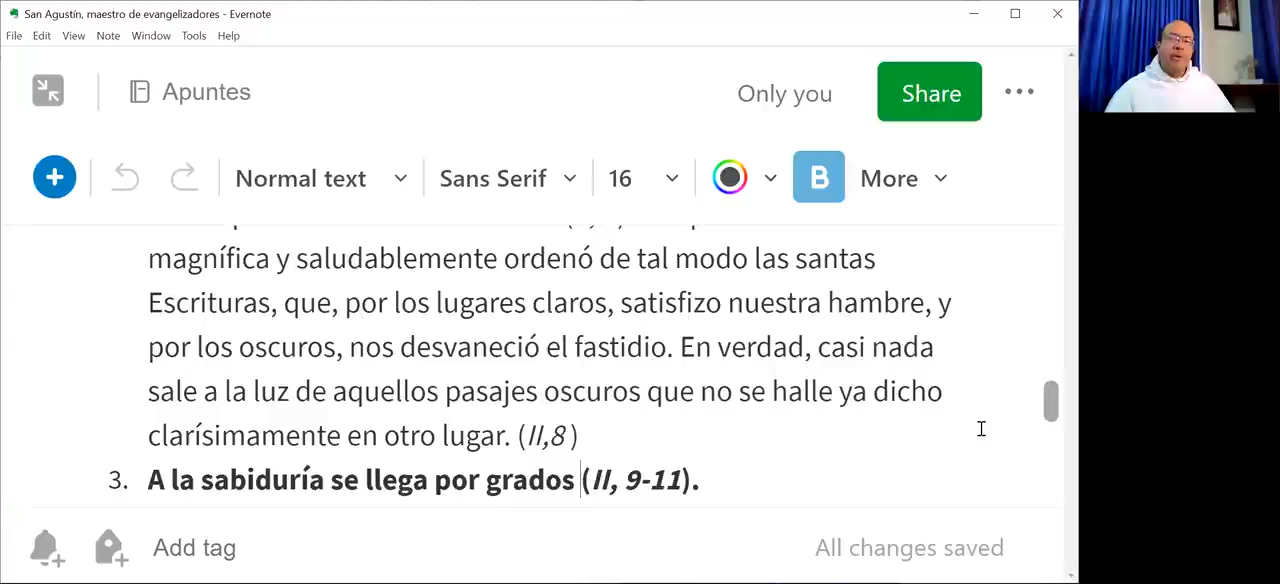 San Agustín, maestro de evangelizadores - Evernote
File Edit View Note Window Tools Help
Apuntes
Only you
Share
Normal text
Sans Serif
16
B
More
magnífica y saludablemente ordenó de tal modo las santas
Escrituras, que, por los lugares claros, satisfizo nuestra hambre, y
por los oscuros, nos desvaneció el fastidio. En verdad, casi nada
sale a la luz de aquellos pasajes oscuros que no se halle ya dicho
clarísimamente en otro lugar. (II,8 )
3. A la sabiduría se llega por grados (II, 9-11).
Add tag
All changes saved